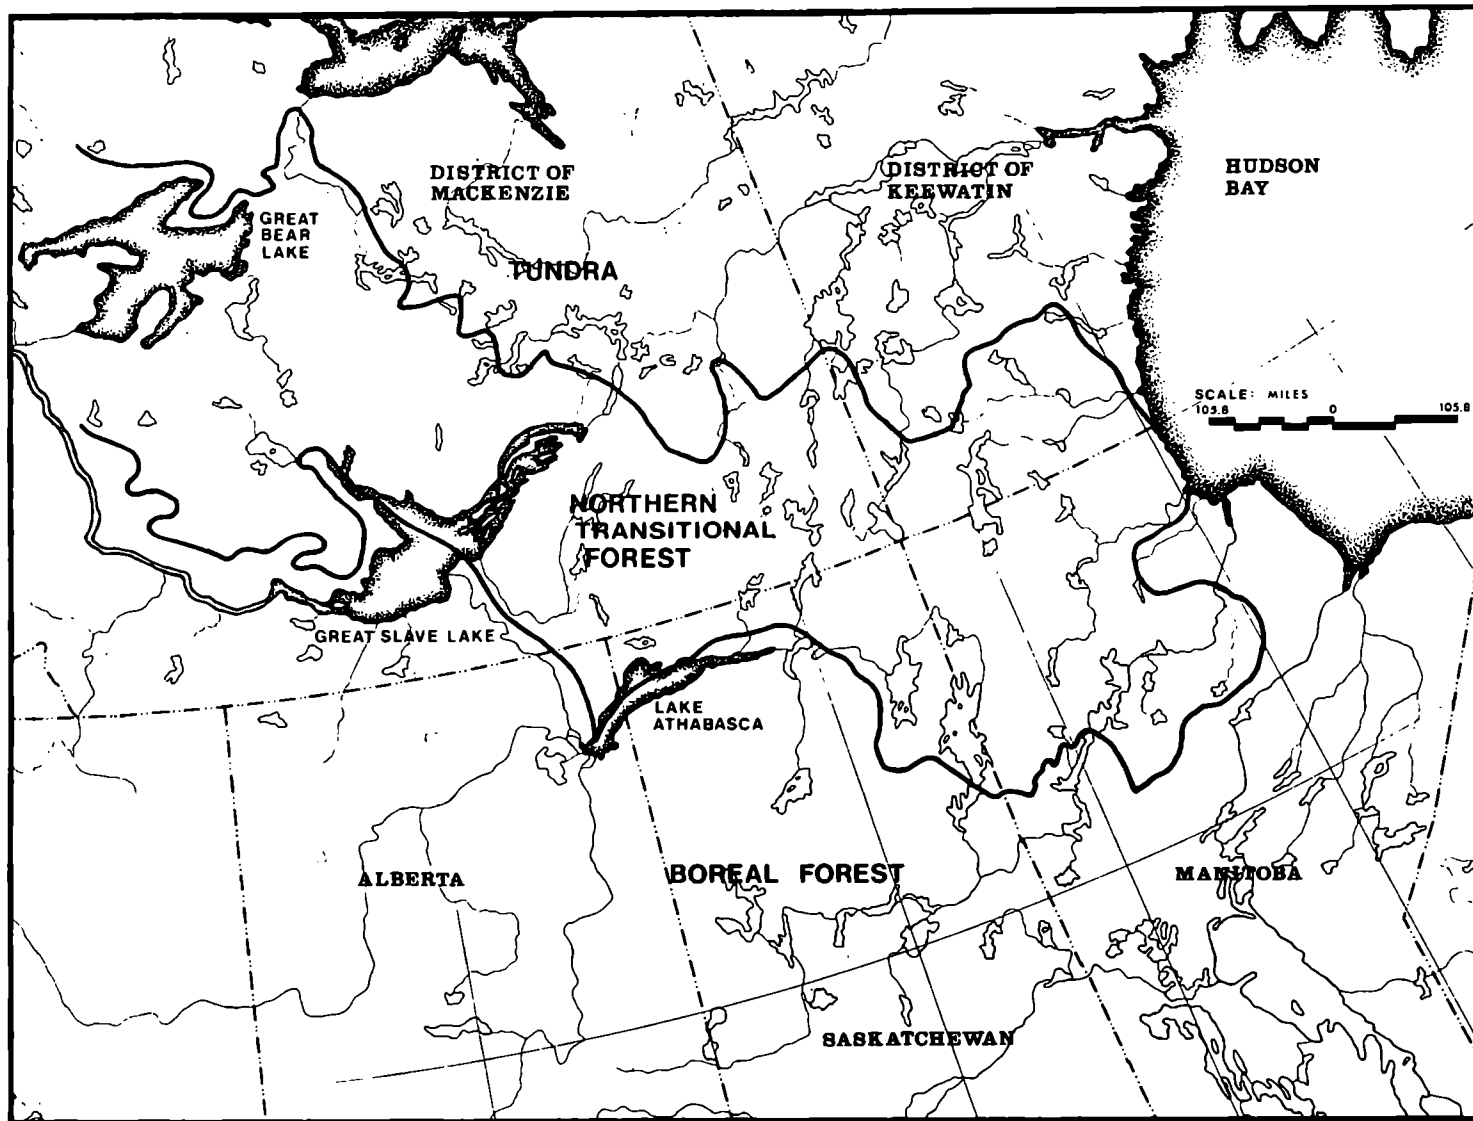 DISTRICT OF
MACKENZIE
DISTRICT OF
KEEWATIN
HUDSON
BAY
GREAT
BEAR
LAKE
TUNDRA
SCALE: MILES
105.8 0 105.8
NORTHERN
TRANSITIONAL
FOREST
GREAT SLAVE LAKE
LAKE
ATHABASCA
ALBERTA
BOREAL FOREST
MANITOBA
SASKATCHEWAN